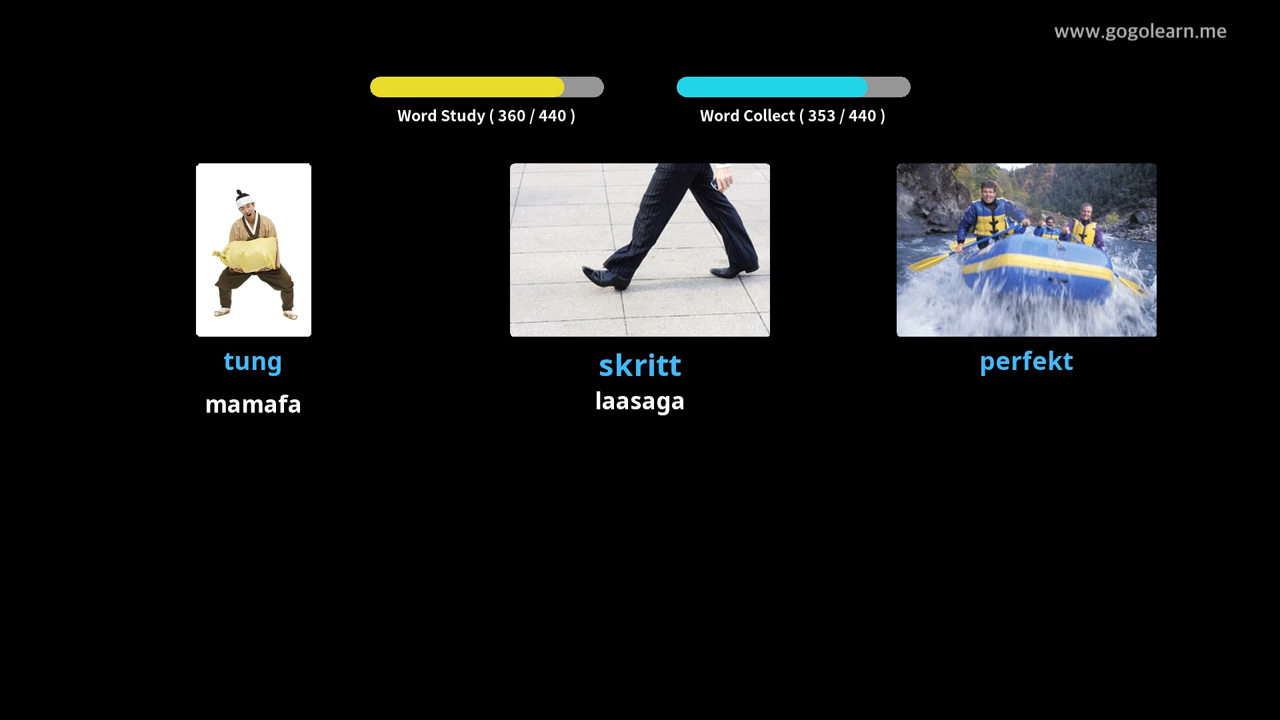 www.gogolearn.me
Word Study ( 360 / 440 )
Word Collect ( 353 / 440 )
tung
skritt
perfekt
mamafa
laasaga